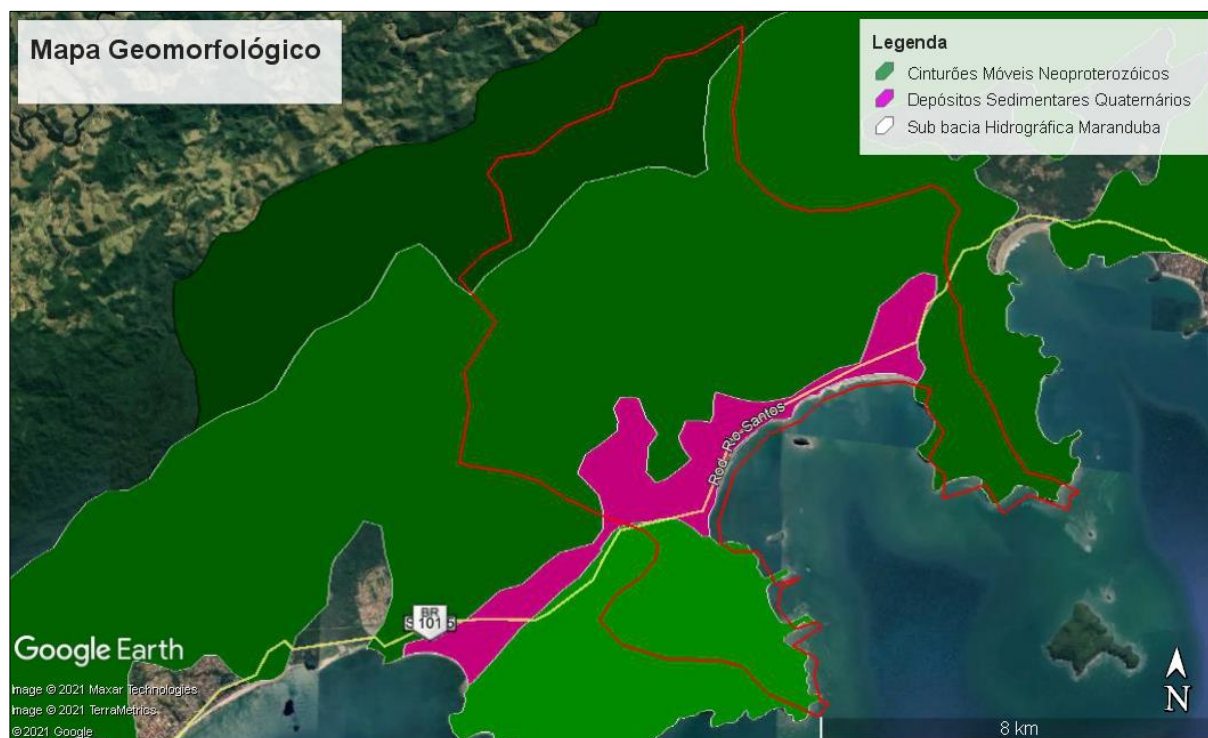 Mapa Geomorfológico
Legenda
Cinturões Móveis Neoproterozóicos
Depósitos Sedimentares Quaternários
Sub bacia Hidrográfica Maranduba
Rod. Rio-Santos
BR
101
Google Earth
Image © 2021 Maxar Technologies
Image © 2021 TerraMetrics
© 2021 Google
N
8 km